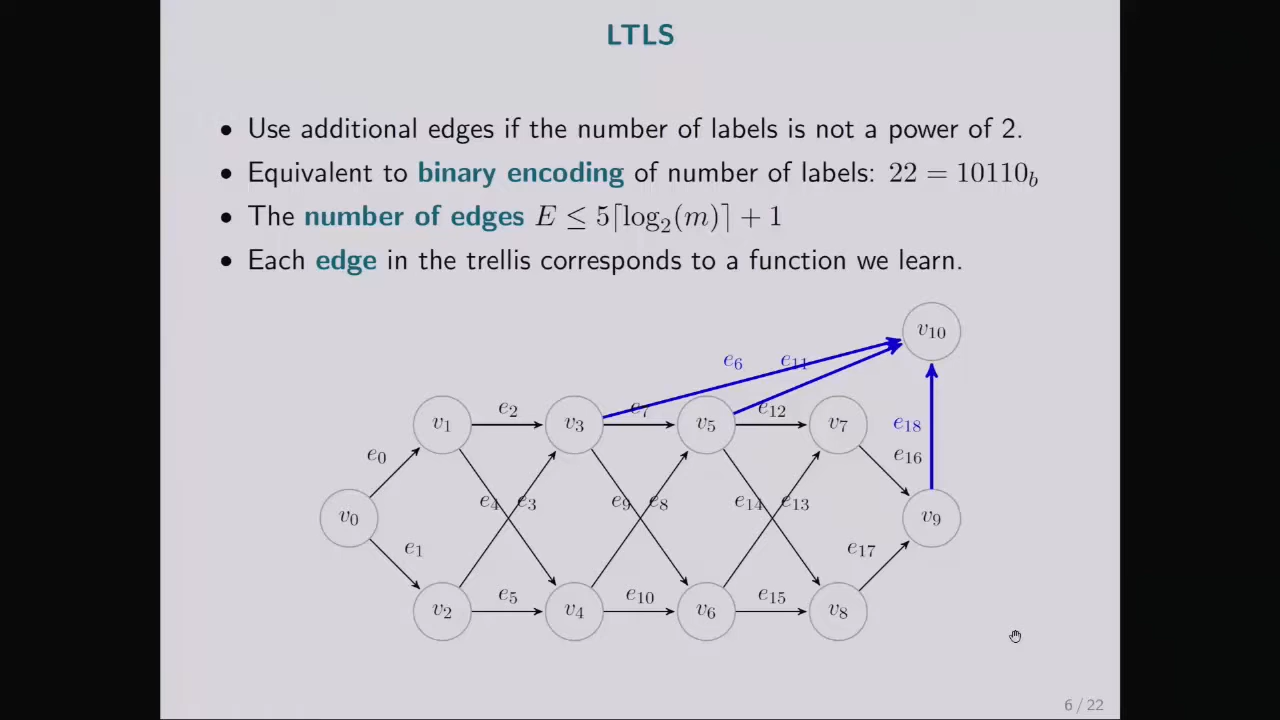 LTLS
• Use additional edges if the number of labels is not a power of 2.
• Equivalent to binary encoding of number of labels: 22 = 10110_b
• The number of edges E ≤ 5⌈log₂(m)⌉ + 1
• Each edge in the trellis corresponds to a function we learn.
v₁₀
e₆ e₁₁
e₂ e₇ e₁₂
v₁ v₃ v₅ v₇ e₁₈
e₀ e₁₆
e₄ e₃ e₉ e₈ e₁₄ e₁₃
v₀ v₉
e₁ e₁₇
e₅ e₁₀ e₁₅
v₂ v₄ v₆ v₈
6 / 22